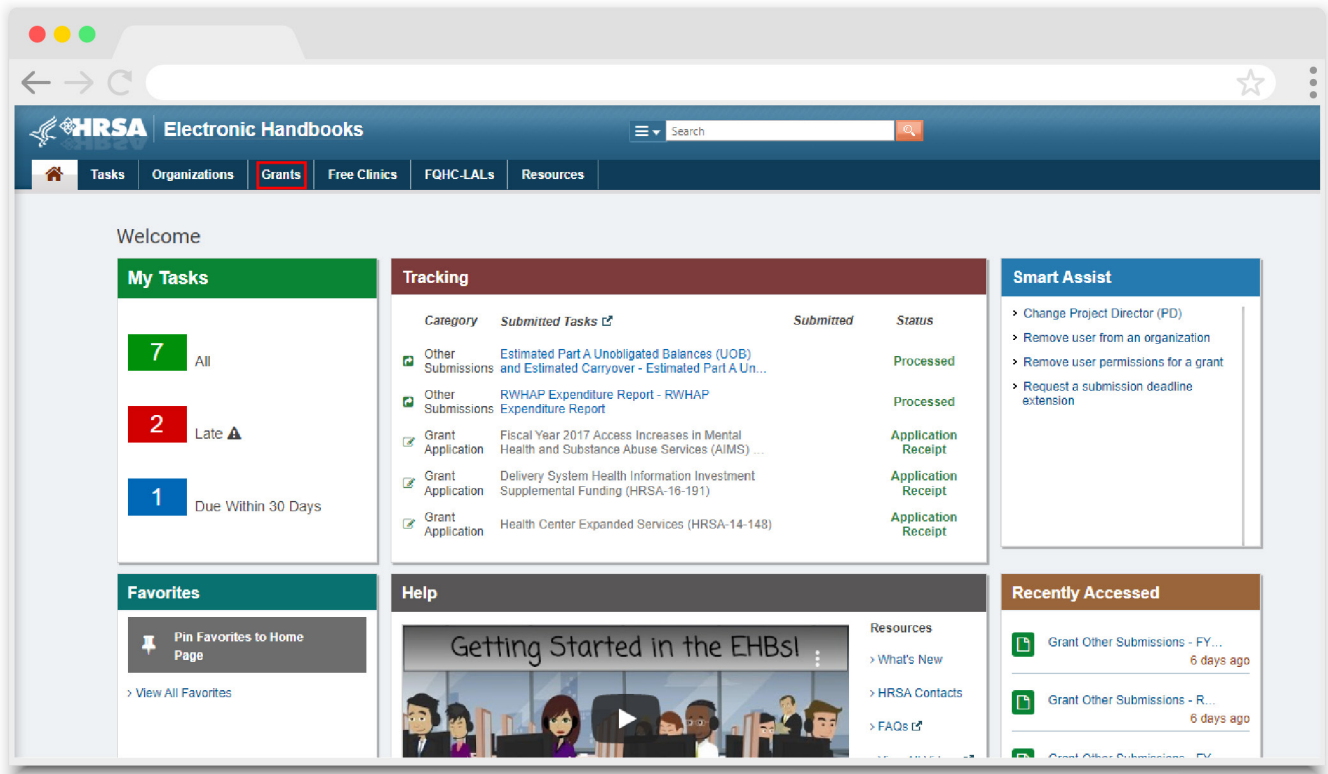 HRSA Electronic Handbooks
Search
Tasks Organizations Grants Free Clinics FQHC-LALs Resources
Welcome
My Tasks
7 All
2 Late
1 Due Within 30 Days
Tracking
Category Submitted Tasks Submitted Status
Other Submissions
Estimated Part A Unobligated Balances (UOB)
and Estimated Carryover - Estimated Part A Un...
Processed
Other Submissions
RWHAP Expenditure Report - RWHAP
Expenditure Report
Processed
Grant Application
Fiscal Year 2017 Access Increases in Mental
Health and Substance Abuse Services (AIMS) ...
Application Receipt
Grant Application
Delivery System Health Information Investment
Supplemental Funding (HRSA-16-191)
Application Receipt
Grant Application
Health Center Expanded Services (HRSA-14-148)
Application Receipt
Smart Assist
Change Project Director (PD)
Remove user from an organization
Remove user permissions for a grant
Request a submission deadline
extension
Favorites
Pin Favorites to Home
Page
View All Favorites
Help
Getting Started in the EHBs!
Resources
What's New
HRSA Contacts
FAQs
Recently Accessed
Grant Other Submissions - FY...
6 days ago
Grant Other Submissions - R...
6 days ago